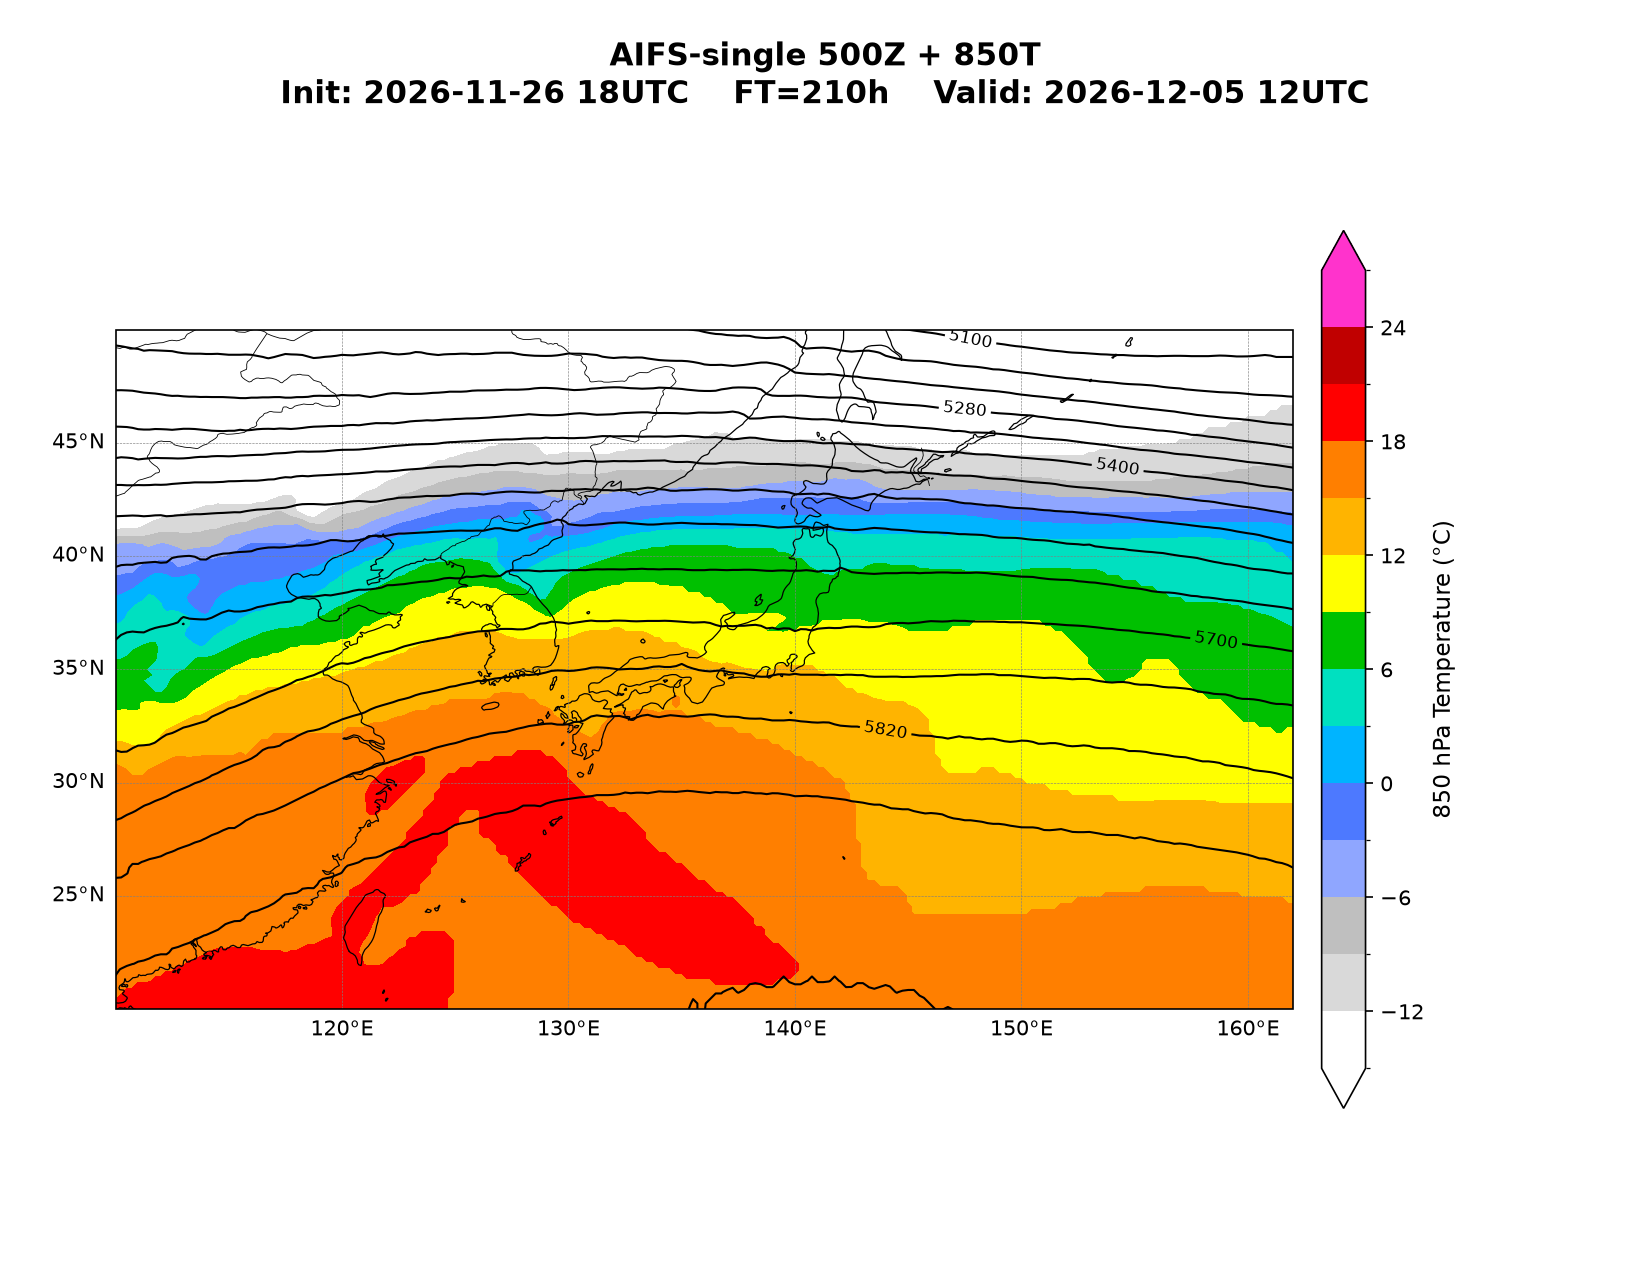 AIFS-single 500Z + 850T
Init: 2026-11-26 18UTC    FT=210h    Valid: 2026-12-05 12UTC
5100
5280
5400
5700
5820
45°N
40°N
35°N
30°N
25°N
120°E
130°E
140°E
150°E
160°E
24
18
12
6
0
−6
−12
850 hPa Temperature (°C)